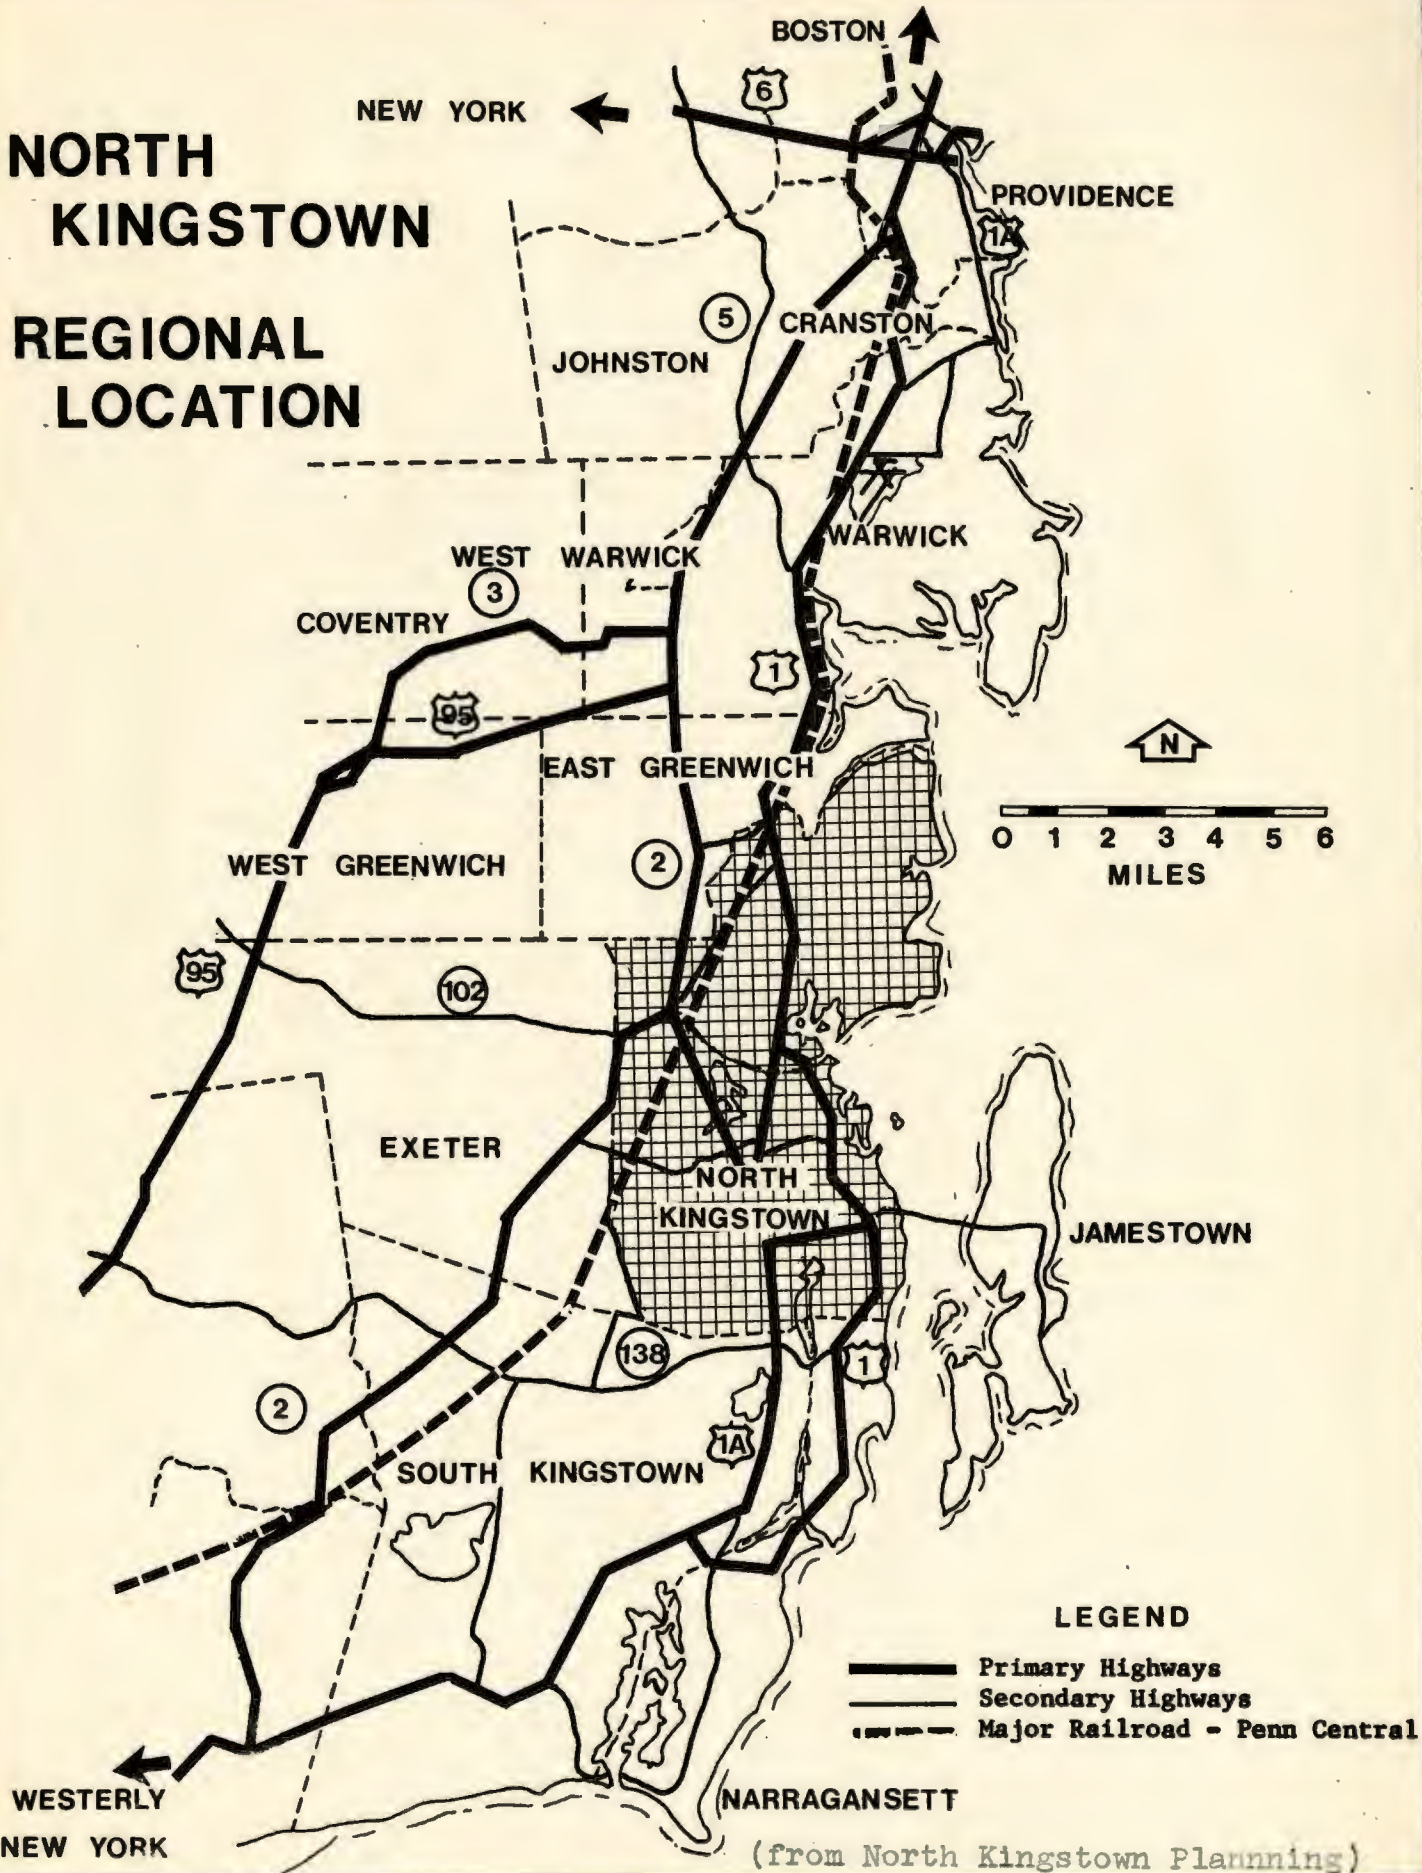 BOSTON
6
NEW YORK
NORTH
KINGSTOWN
PROVIDENCE
1A
REGIONAL
LOCATION
5
CRANSTON
JOHNSTON
WARWICK
WEST WARWICK
3
COVENTRY
1
95
N
EAST GREENWICH
0 1 2 3 4 5 6
MILES
WEST GREENWICH
2
95
102
EXETER
NORTH
KINGSTOWN
JAMESTOWN
138
1
2
1A
SOUTH KINGSTOWN
LEGEND
Primary Highways
Secondary Highways
Major Railroad - Penn Central
WESTERLY
NEW YORK
NARRAGANSETT
(from North Kingstown Plannning)